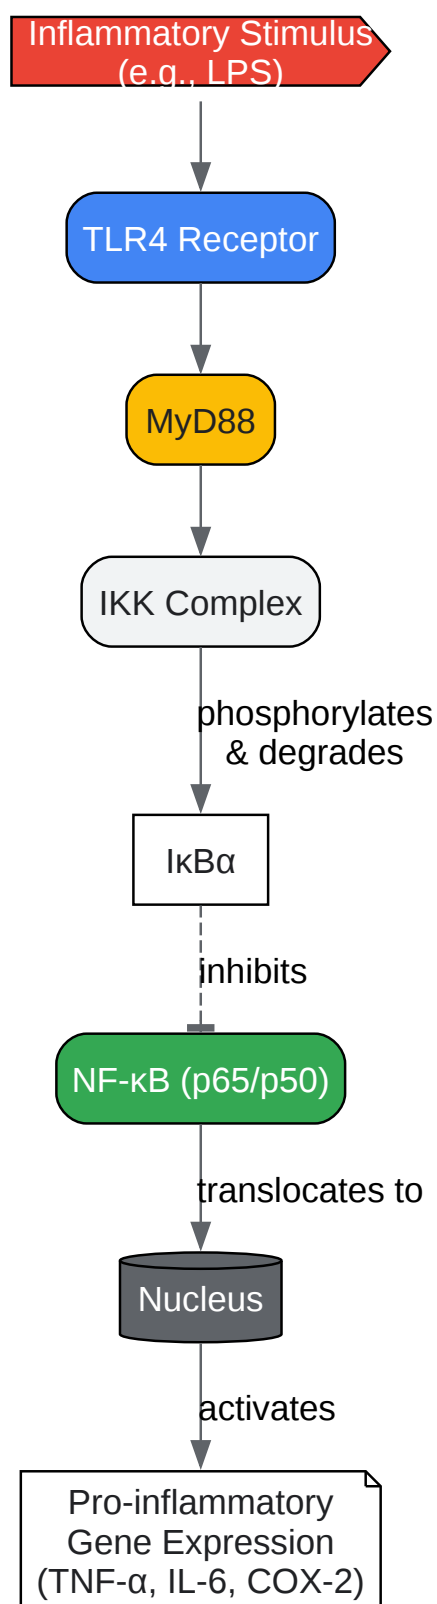 Inflammatory Stimulus
(e.g., LPS)
TLR4 Receptor
MyD88
IKK Complex
phosphorylates
& degrades
IκBα
inhibits
NF-κB (p65/p50)
translocates to
Nucleus
activates
Pro-inflammatory
Gene Expression
(TNF-α, IL-6, COX-2)